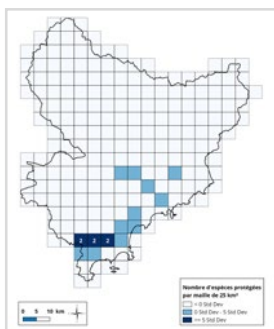 2 2 2
Nombre d'espèces protégées
par maille de 25 km²
< 0 Std Dev
0 Std Dev - 5 Std Dev
>= 5 Std Dev
0 5 10 km